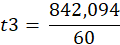 t3 = 842,094 / 60